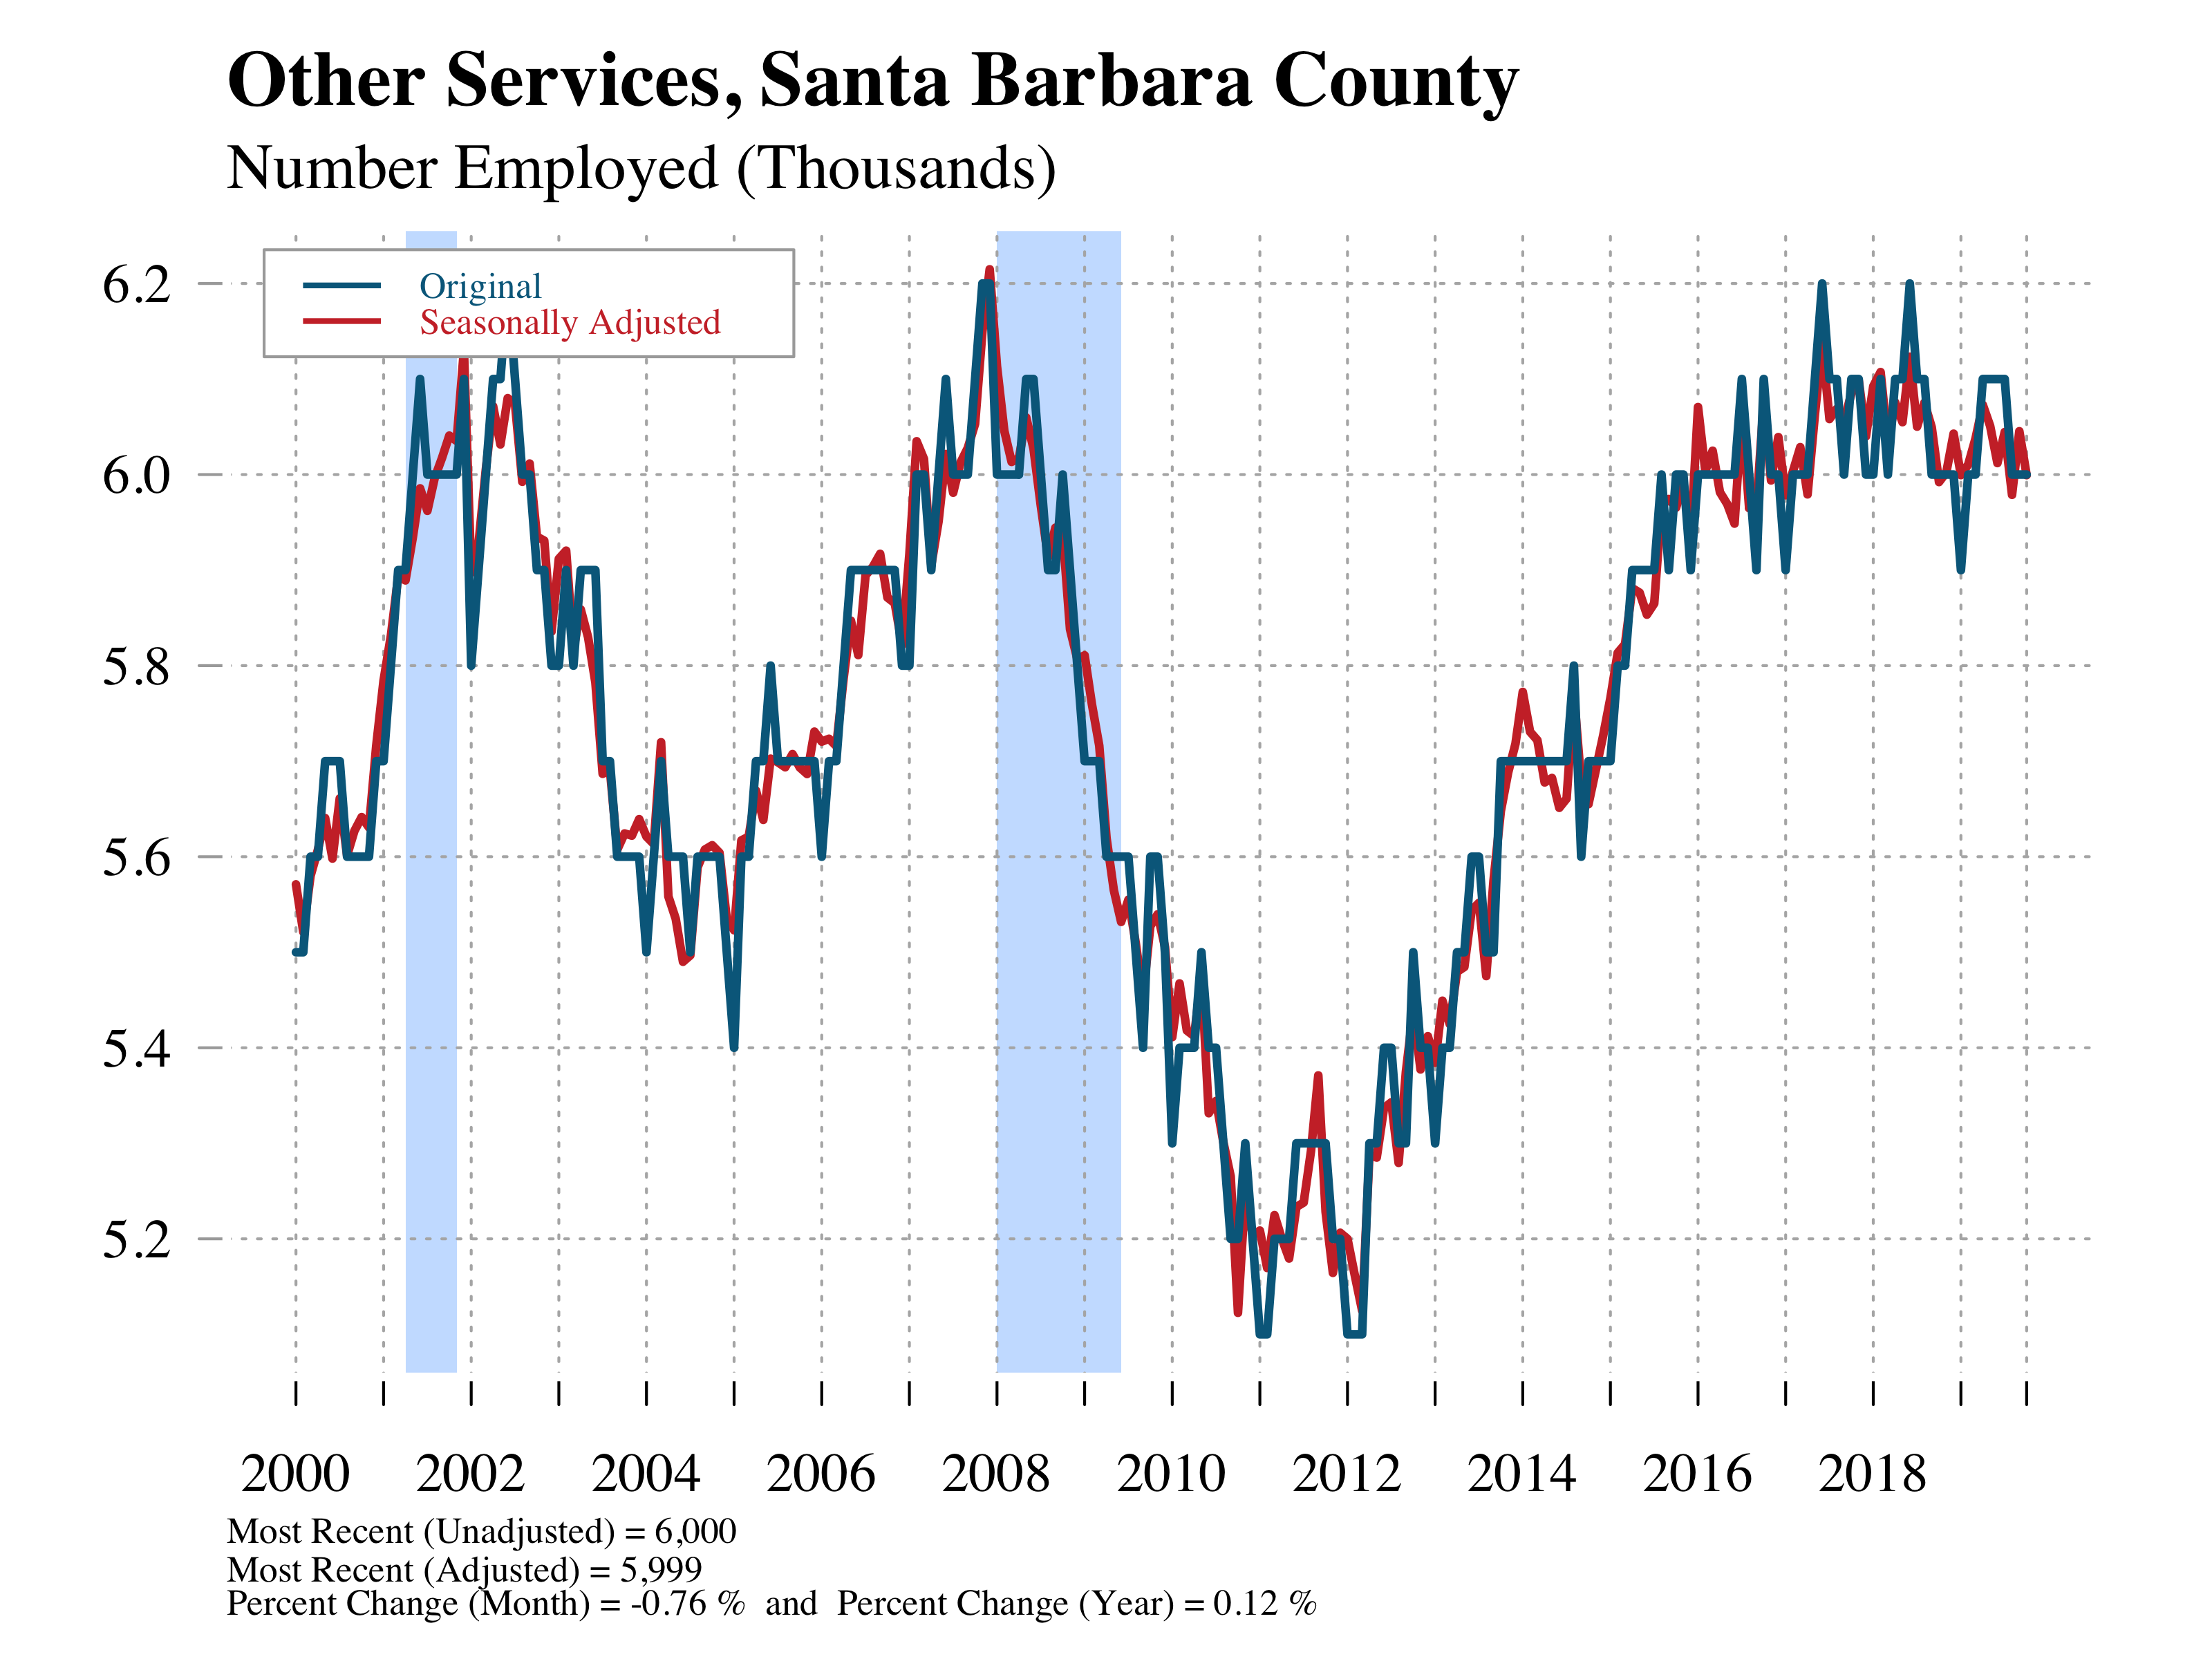 Other Services, Santa Barbara County
Number Employed (Thousands)
6.2
Original
Seasonally Adjusted
6.0
5.8
5.6
5.4
5.2
2000 2002 2004 2006 2008 2010 2012 2014 2016 2018
Most Recent (Unadjusted) = 6,000
Most Recent (Adjusted) = 5,999
Percent Change (Month) = -0.76 % and Percent Change (Year) = 0.12 %